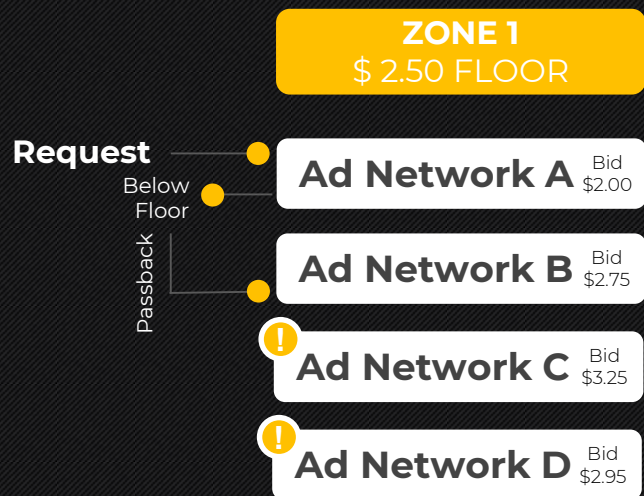 ZONE 1
$ 2.50 FLOOR
Request
Ad Network A
Bid
$2.00
Below
Floor
Passback
Ad Network B
Bid
$2.75
!
Ad Network C
Bid
$3.25
!
Ad Network D
Bid
$2.95